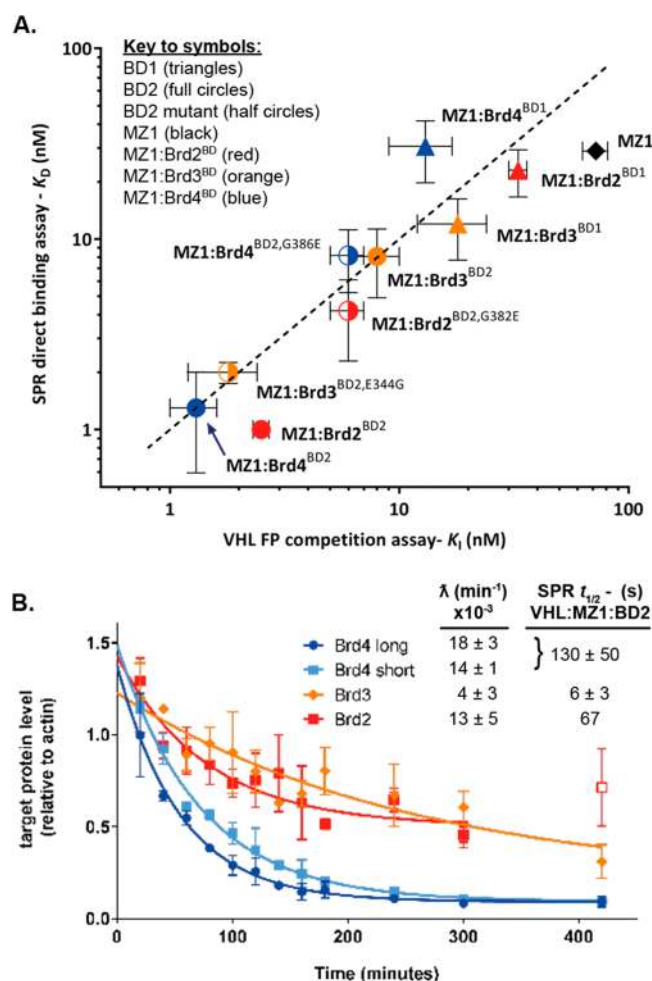 A.
Key to symbols:
BD1 (triangles)
BD2 (full circles)
BD2 mutant (half circles)
MZ1 (black)
MZ1:Brd2BD (red)
MZ1:Brd3BD (orange)
MZ1:Brd4BD (blue)
SPR direct binding assay - KD (nM)
100
10
1
MZ1:Brd4BD1
MZ1
MZ1:Brd2BD1
MZ1:Brd3BD1
MZ1:Brd4BD2,G386E
MZ1:Brd3BD2
MZ1:Brd2BD2,G382E
MZ1:Brd3BD2,E344G
MZ1:Brd2BD2
MZ1:Brd4BD2
1 10 100
VHL FP competition assay- KI (nM)
B.
ƛ (min-1) SPR t1/2 - (s)
x10-3 VHL:MZ1:BD2
Brd4 long 18 ± 3
Brd4 short 14 ± 1 } 130 ± 50
Brd3 4 ± 3 6 ± 3
Brd2 13 ± 5 67
target protein level
(relative to actin)
1.5
1.0
0.5
0.0
0 100 200 300 400
Time (minutes)